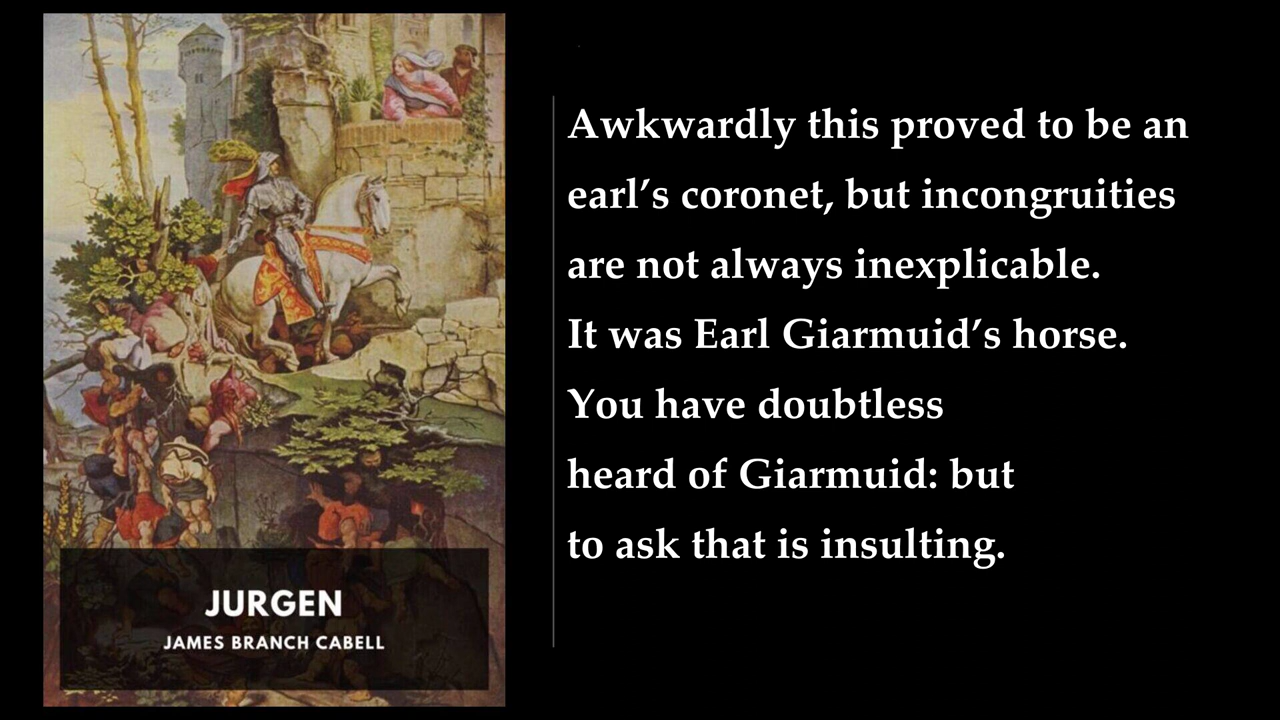 Awkwardly this proved to be an
earl’s coronet, but incongruities
are not always inexplicable.
It was Earl Giarmuid’s horse.
You have doubtless
heard of Giarmuid: but
to ask that is insulting.
JURGEN
JAMES BRANCH CABELL